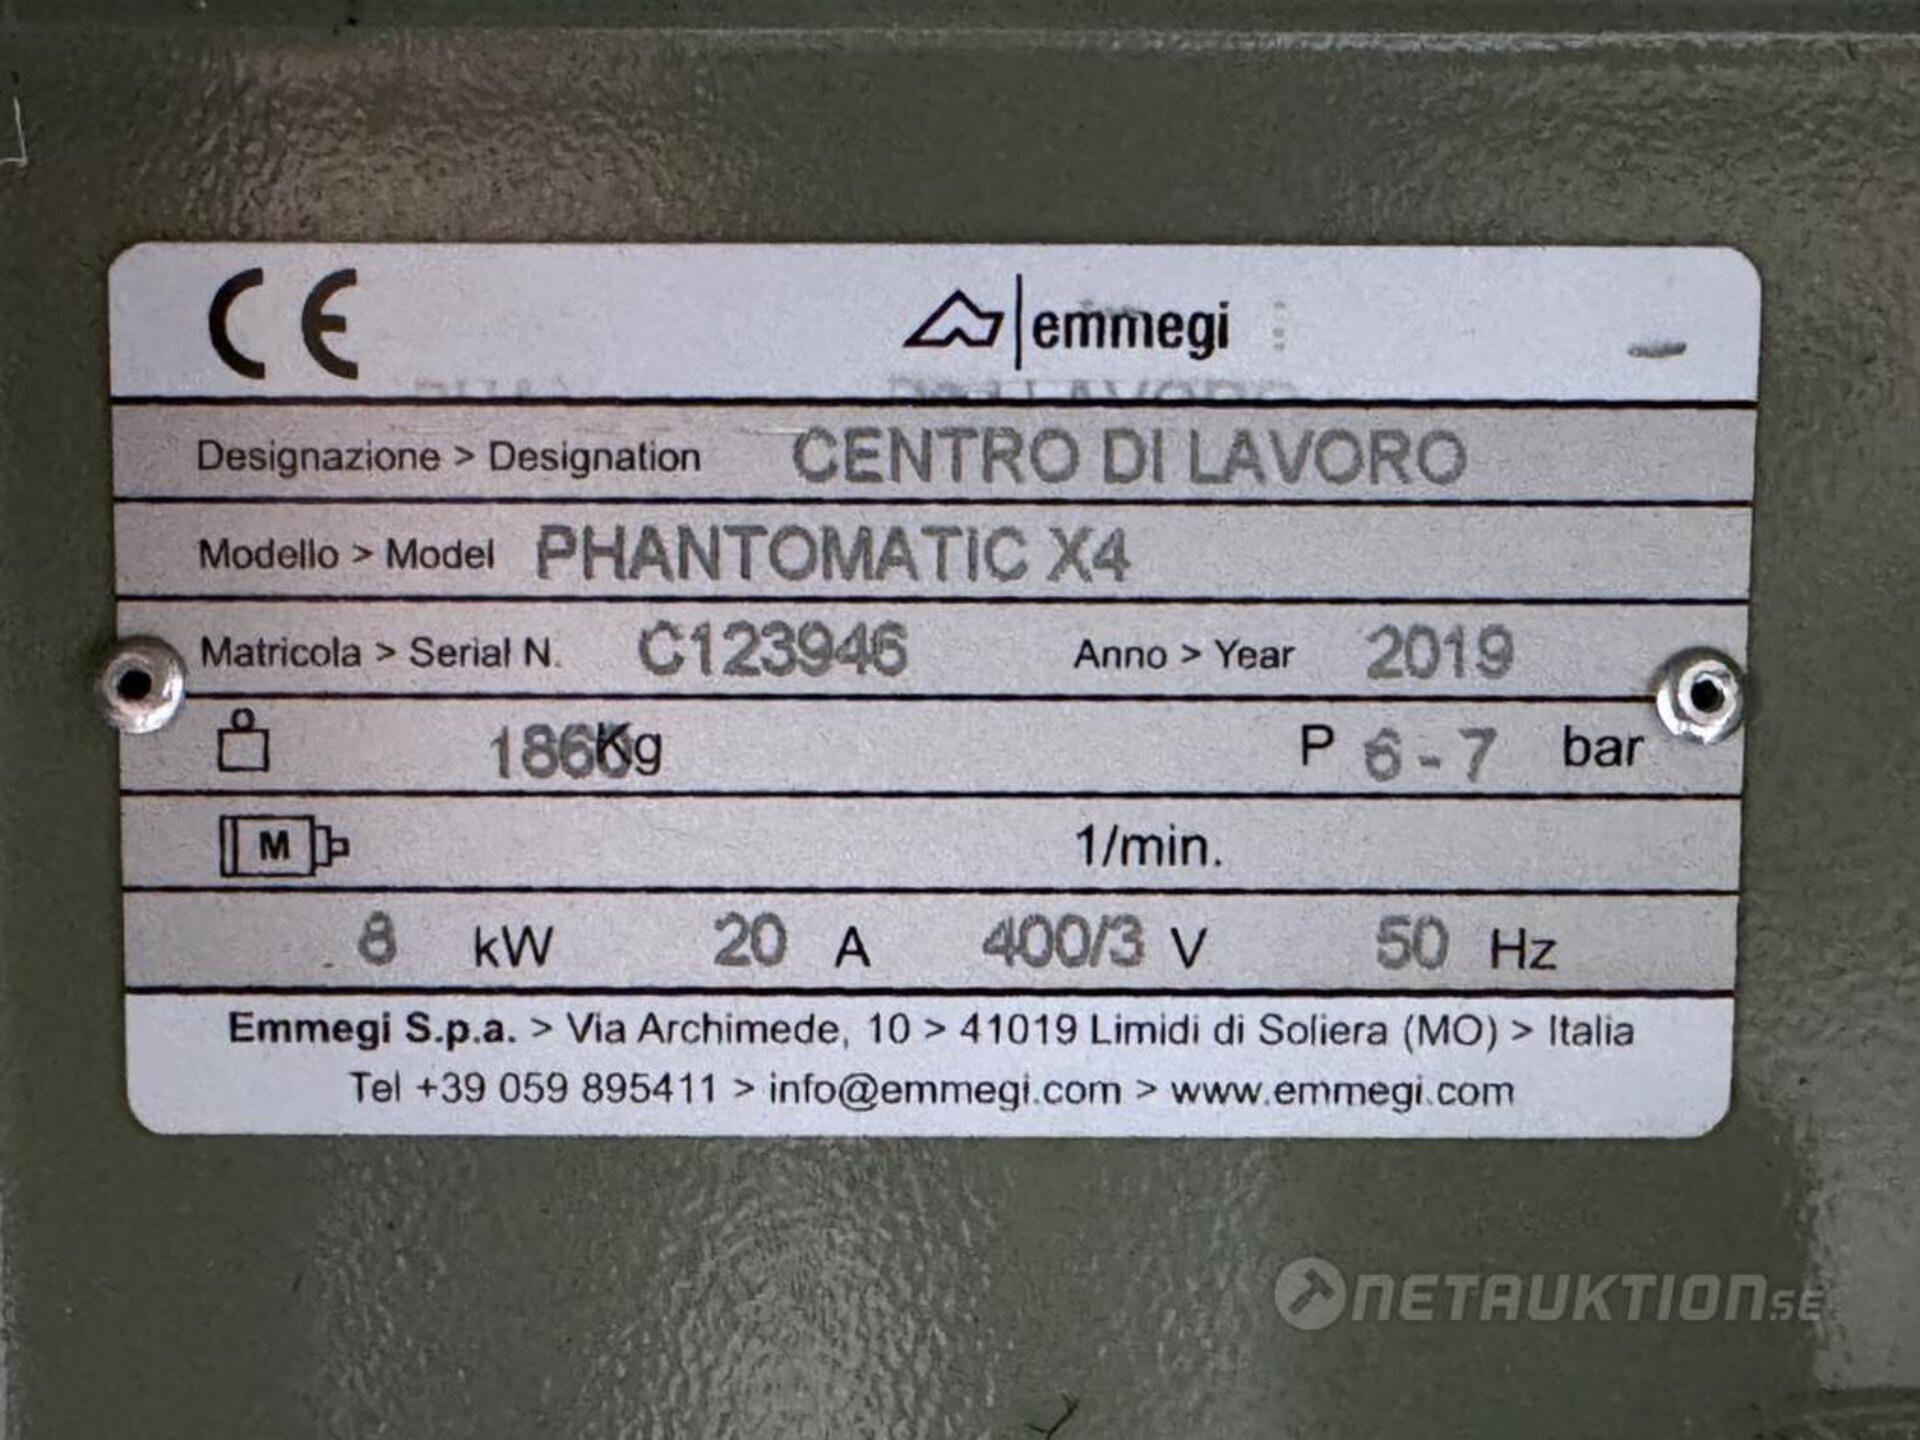 CE emmegi
Designazione > Designation CENTRO DI LAVORO
Modello > Model PHANTOMATIC X4
Matricola > Serial N. C123946 Anno > Year 2019
Kg P 6 - 7 bar
M 1/min.
8 kW 20 A 400/3 V 50 Hz
Emmegi S.p.a. > Via Archimede, 10 > 41019 Limidi di Soliera (MO) > Italia
Tel +39 059 895411 > info@emmegi.com > www.emmegi.com
NETAUKTION.SE